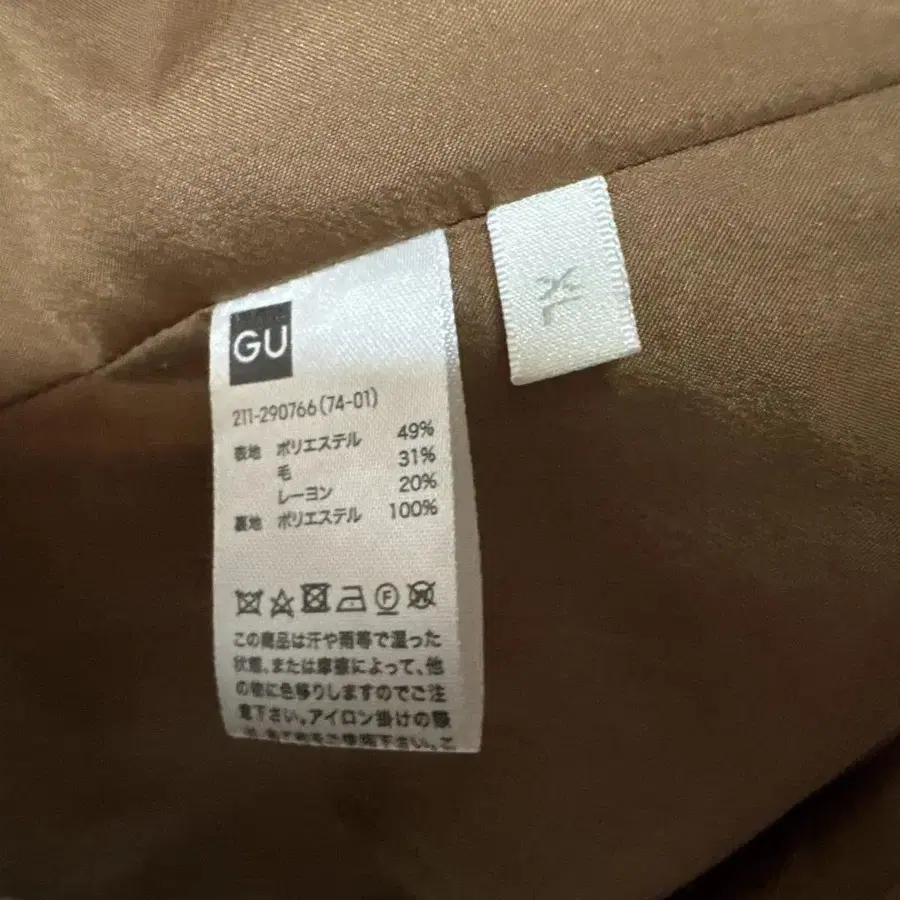 GU
XL
211-290766(74-01)
表地 ポリエステル 49%
毛 31%
レーヨン 20%
裏地 ポリエステル 100%
F
W
この商品は汗や雨等で湿った
状態、または摩擦によって、他
の物に色移りしますのでご注
意下さい。アイロン掛けの際